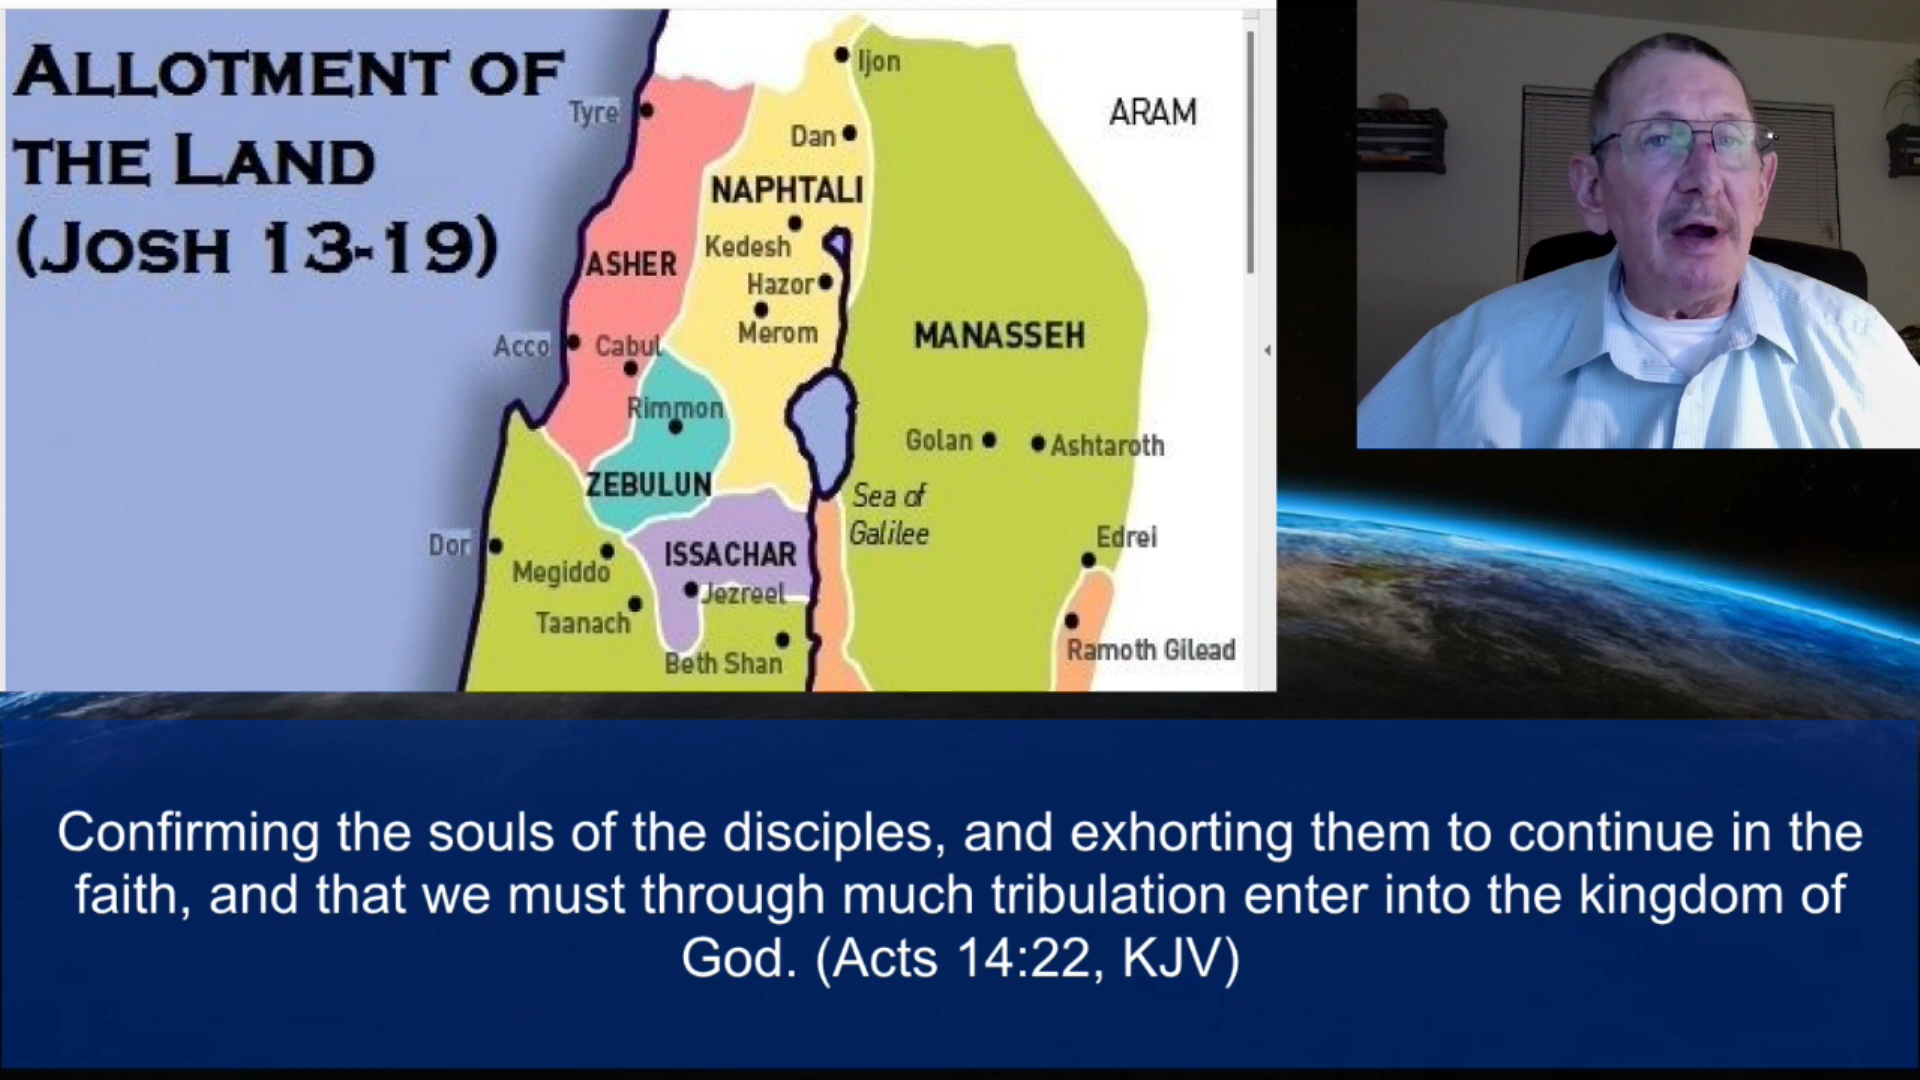 ALLOTMENT OF
THE LAND
(JOSH 13-19)
Ijon
Tyre
ARAM
Dan
NAPHTALI
Kedesh
ASHER
Hazor
Merom
MANASSEH
Acco
Cabul
Rimmon
Golan
Ashtaroth
ZEBULUN
Sea of
Galilee
Edrei
Dor
ISSACHAR
Megiddo
Jezreel
Taanach
Ramoth Gilead
Beth Shan
Confirming the souls of the disciples, and exhorting them to continue in the
faith, and that we must through much tribulation enter into the kingdom of
God. (Acts 14:22, KJV)